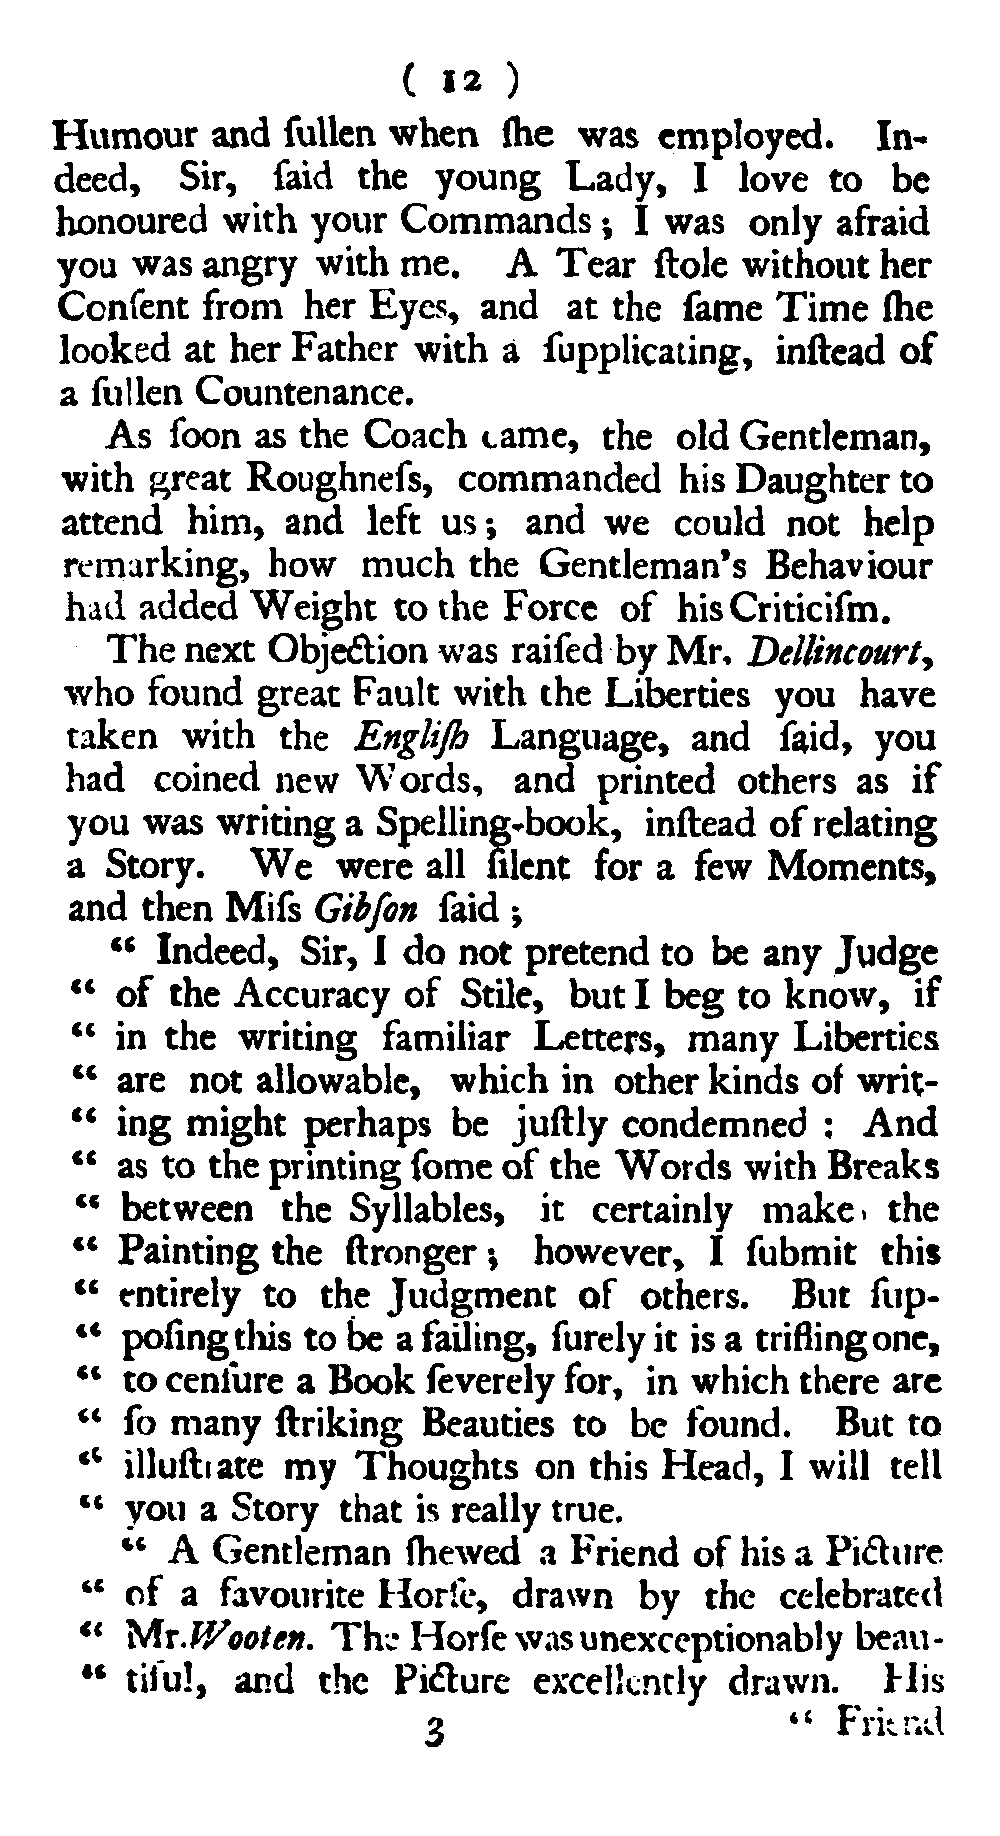 ( 12 )
Humour and ſullen when ſhe was employed. In-
deed, Sir, ſaid the young Lady, I love to be
honoured with your Commands; I was only afraid
you was angry with me. A Tear ſtole without her
Conſent from her Eyes, and at the ſame Time ſhe
looked at her Father with a ſupplicating, inſtead of
a ſullen Countenance.
As ſoon as the Coach came, the old Gentleman,
with great Roughneſs, commanded his Daughter to
attend him, and left us; and we could not help
remarking, how much the Gentleman's Behaviour
had added Weight to the Force of his Criticiſm.
The next Objection was raiſed by Mr. Dellincourt,
who found great Fault with the Liberties you have
taken with the Engliſh Language, and ſaid, you
had coined new Words, and printed others as if
you was writing a Spelling-book, inſtead of relating
a Story. We were all ſilent for a few Moments,
and then Miſs Gibſon ſaid;
“ Indeed, Sir, I do not pretend to be any Judge
“ of the Accuracy of Stile, but I beg to know, if
“ in the writing familiar Letters, many Liberties
“ are not allowable, which in other kinds of writ-
“ ing might perhaps be juſtly condemned: And
“ as to the printing ſome of the Words with Breaks
“ between the Syllables, it certainly makes the
“ Painting the ſtronger; however, I ſubmit this
“ entirely to the Judgment of others. But ſup-
“ poſing this to be a failing, ſurely it is a trifling one,
“ to cenſure a Book ſeverely for, in which there are
“ ſo many ſtriking Beauties to be found. But to
“ illuſtrate my Thoughts on this Head, I will tell
“ you a Story that is really true.
“ A Gentleman ſhewed a Friend of his a Picture
“ of a favourite Horſe, drawn by the celebrated
“ Mr. Wooten. The Horſe was unexceptionably beau-
“ tiful, and the Picture excellently drawn. His
3 “ Friend